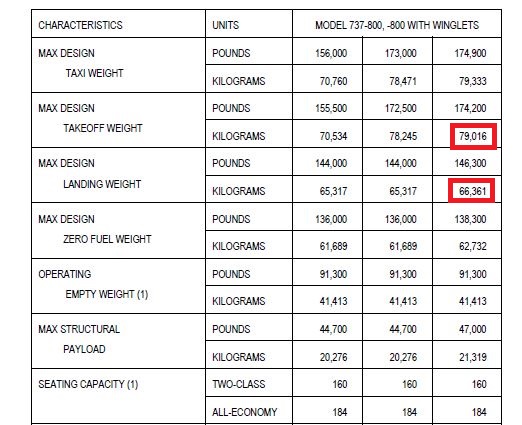 CHARACTERISTICS UNITS MODEL 737-800, -800 WITH WINGLETS
MAX DESIGN POUNDS 156,000 173,000 174,900
TAXI WEIGHT KILOGRAMS 70,760 78,471 79,333
MAX DESIGN POUNDS 155,500 172,500 174,200
TAKEOFF WEIGHT KILOGRAMS 70,534 78,245 79,016
MAX DESIGN POUNDS 144,000 144,000 146,300
LANDING WEIGHT KILOGRAMS 65,317 65,317 66,361
MAX DESIGN POUNDS 136,000 136,000 138,300
ZERO FUEL WEIGHT KILOGRAMS 61,689 61,689 62,732
OPERATING POUNDS 91,300 91,300 91,300
EMPTY WEIGHT (1) KILOGRAMS 41,413 41,413 41,413
MAX STRUCTURAL POUNDS 44,700 44,700 47,000
PAYLOAD KILOGRAMS 20,276 20,276 21,319
SEATING CAPACITY (1) TWO-CLASS 160 160 160
ALL-ECONOMY 184 184 184